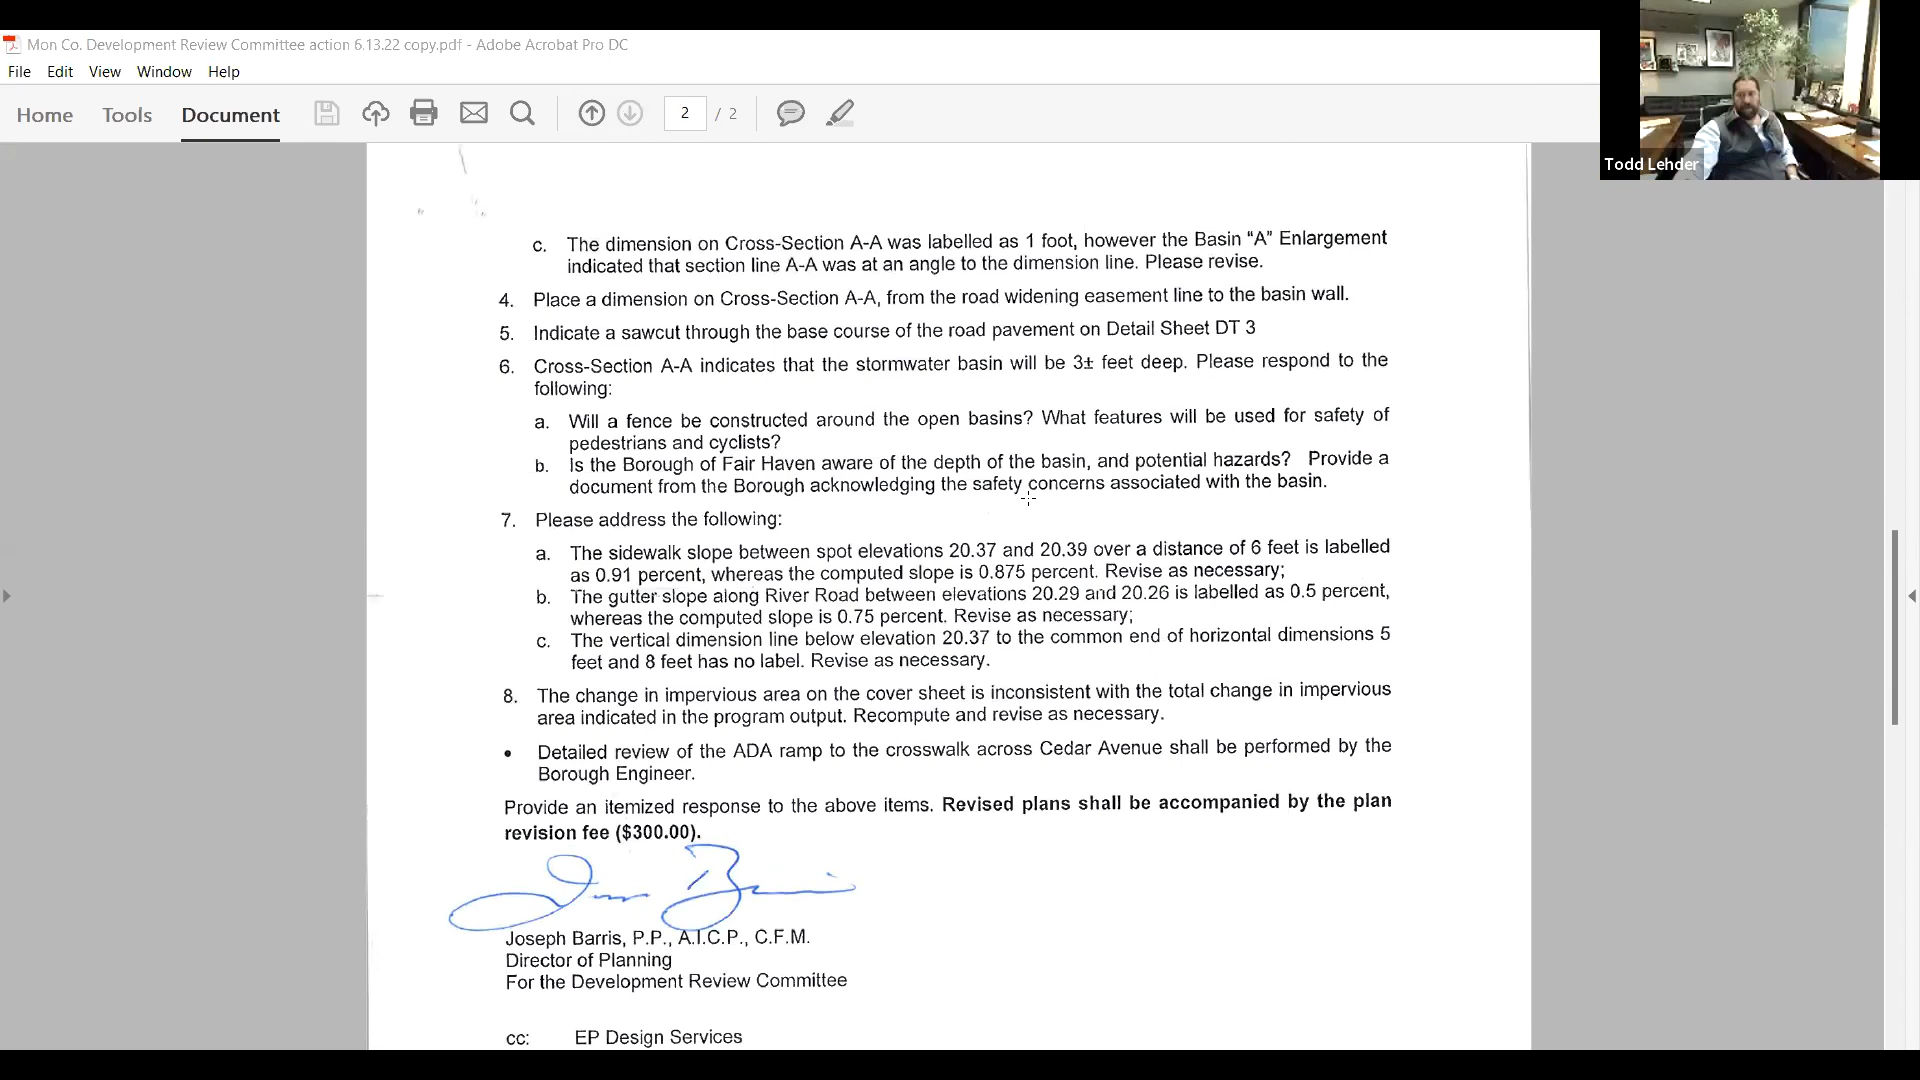 Mon Co. Development Review Committee action 6.13.22 copy.pdf - Adobe Acrobat Pro DC
File Edit View Window Help
Home Tools Document 2 / 2
Todd Lehder
c. The dimension on Cross-Section A-A was labelled as 1 foot, however the Basin "A" Enlargement
indicated that section line A-A was at an angle to the dimension line. Please revise.
4. Place a dimension on Cross-Section A-A, from the road widening easement line to the basin wall.
5. Indicate a sawcut through the base course of the road pavement on Detail Sheet DT 3
6. Cross-Section A-A indicates that the stormwater basin will be 3± feet deep. Please respond to the
following:
a. Will a fence be constructed around the open basins? What features will be used for safety of
pedestrians and cyclists?
b. Is the Borough of Fair Haven aware of the depth of the basin, and potential hazards? Provide a
document from the Borough acknowledging the safety concerns associated with the basin.
7. Please address the following:
a. The sidewalk slope between spot elevations 20.37 and 20.39 over a distance of 6 feet is labelled
as 0.91 percent, whereas the computed slope is 0.875 percent. Revise as necessary;
b. The gutter slope along River Road between elevations 20.29 and 20.26 is labelled as 0.5 percent,
whereas the computed slope is 0.75 percent. Revise as necessary;
c. The vertical dimension line below elevation 20.37 to the common end of horizontal dimensions 5
feet and 8 feet has no label. Revise as necessary.
8. The change in impervious area on the cover sheet is inconsistent with the total change in impervious
area indicated in the program output. Recompute and revise as necessary.
• Detailed review of the ADA ramp to the crosswalk across Cedar Avenue shall be performed by the
Borough Engineer.
Provide an itemized response to the above items. Revised plans shall be accompanied by the plan
revision fee ($300.00).
Joseph Barris, P.P., A.I.C.P., C.F.M.
Director of Planning
For the Development Review Committee
cc: EP Design Services